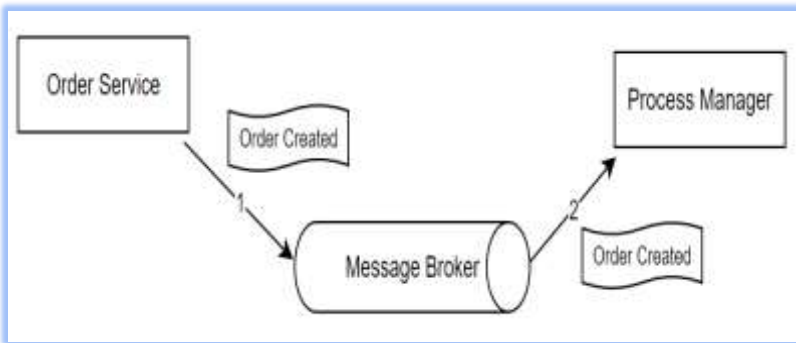 Order Service
Process Manager
Order Created
1
2
Message Broker
Order Created